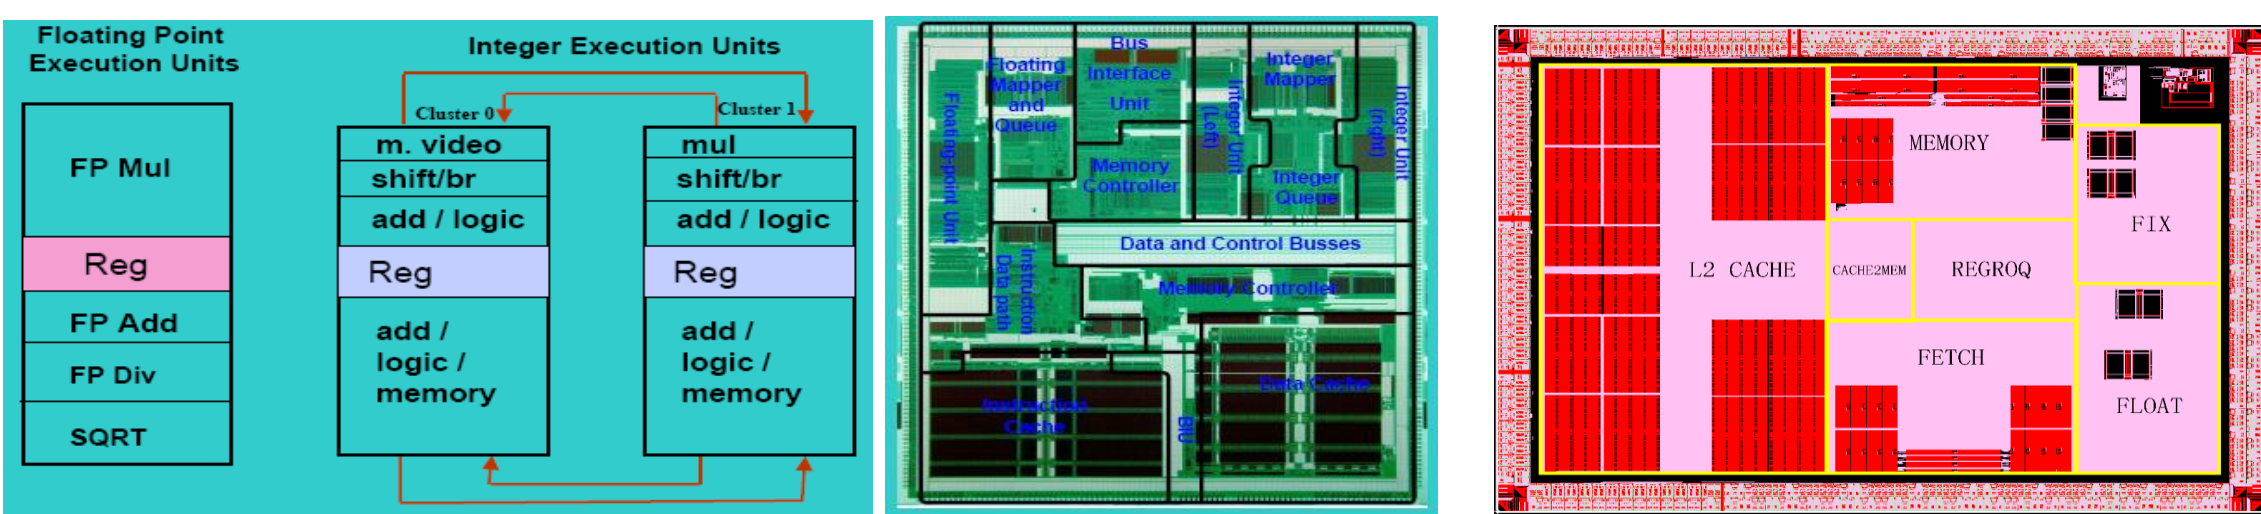 Floating Point
Execution Units
FP Mul
Reg
FP Add
FP Div
SQRT
Integer Execution Units
Cluster 0
Cluster 1
m. video
shift/br
add / logic
Reg
add /
logic /
memory
mul
shift/br
add / logic
Reg
add /
logic /
memory
Floating
Mapper
and
Queue
Bus
Interface
Unit
Integer
Mapper
Floating-point Unit
Memory
Controller
Integer Unit
(Left)
Integer
Queue
Integer Unit
(right)
Data and Control Busses
Instruction
Data path
Memory Controller
Instruction
Cache
BIU
Data Cache
L2 CACHE
MEMORY
CACHE2MEM
REGROQ
FETCH
FIX
FLOAT